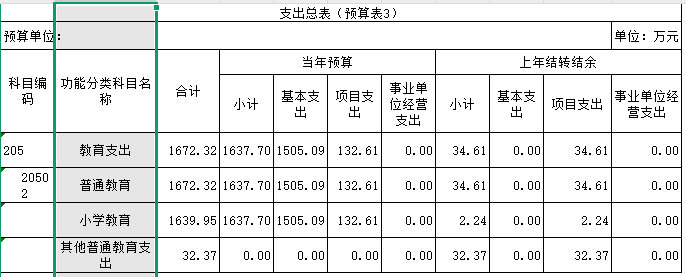 支出总表（预算表3）
预算单位： 单位：万元
科目编码 功能分类科目名称 合计 当年预算 上年结转结余
小计 基本支出 项目支出 事业单位经营支出 小计 基本支出 项目支出 事业单位经营支出
205 教育支出 1672.32 1637.70 1505.09 132.61 0.00 34.61 0.00 34.61 0.00
20502 普通教育 1672.32 1637.70 1505.09 132.61 0.00 34.61 0.00 34.61 0.00
小学教育 1639.95 1637.70 1505.09 132.61 0.00 2.24 0.00 2.24 0.00
其他普通教育支出 32.37 0.00 0.00 0.00 0.00 32.37 0.00 32.37 0.00